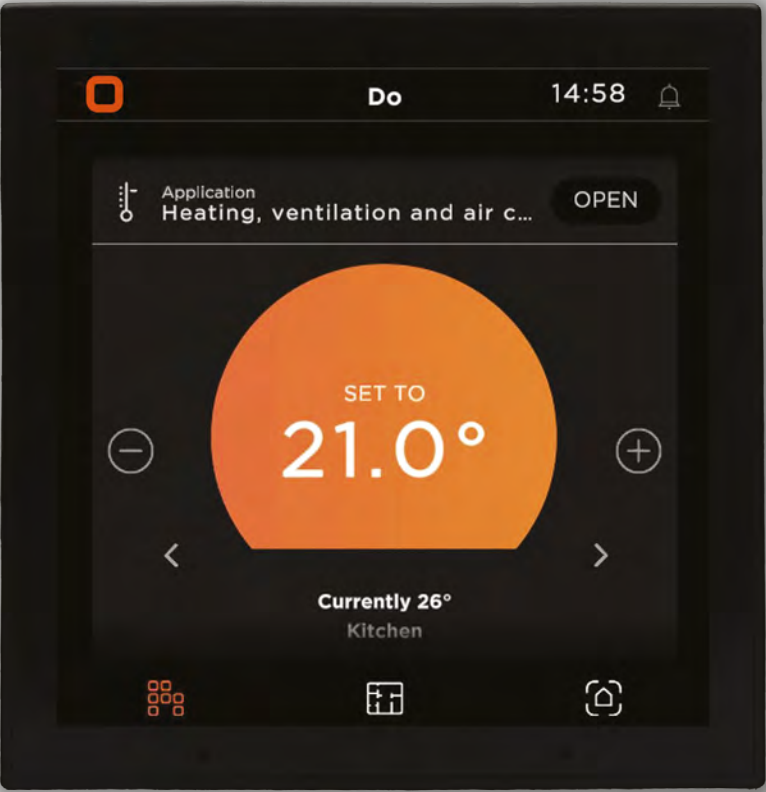 Do
14:58
Application
OPEN
Heating, ventilation and air c...
SET TO
21.0°
Currently 26°
Kitchen